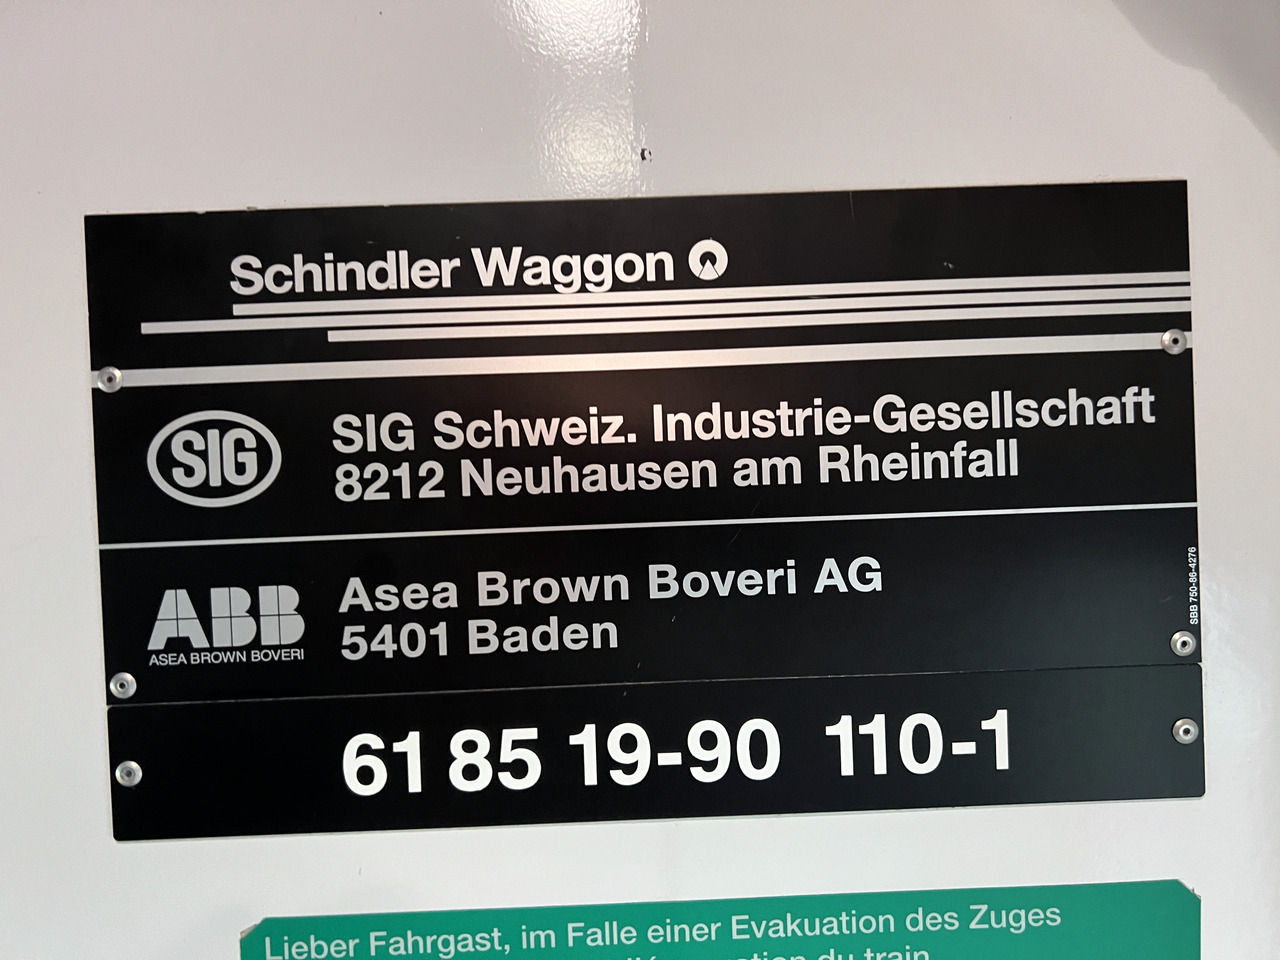 Schindler Waggon
SIG
SIG Schweiz. Industrie-Gesellschaft
8212 Neuhausen am Rheinfall
ABB
ASEA BROWN BOVERI
Asea Brown Boveri AG
5401 Baden
SBB 750-86-4276
61 85 19-90 110-1
Lieber Fahrgast, im Falle einer Evakuation des Zuges
du train